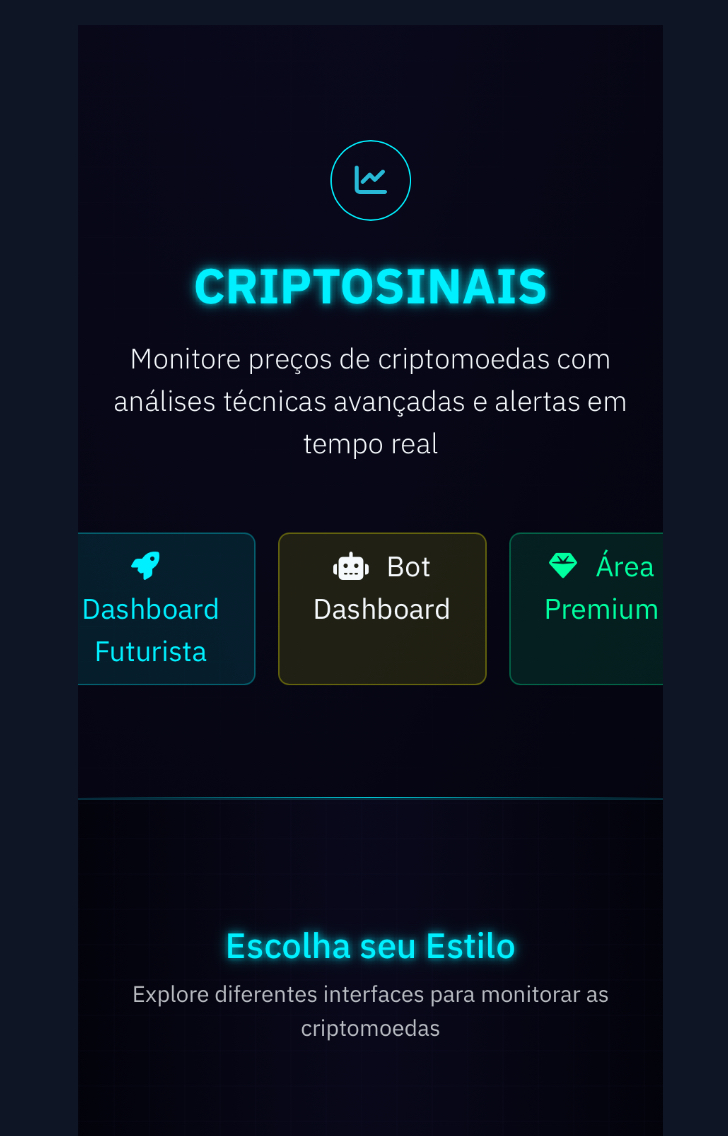 CRIPTOSINAIS
Monitore preços de criptomoedas com
análises técnicas avançadas e alertas em
tempo real
Dashboard
Futurista
Bot
Dashboard
Área
Premium
Escolha seu Estilo
Explore diferentes interfaces para monitorar as
criptomoedas